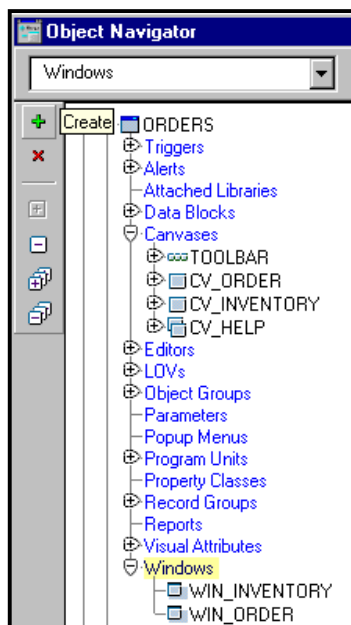 Object Navigator
Windows
Create
ORDERS
Triggers
Alerts
Attached Libraries
Data Blocks
Canvases
TOOLBAR
CV_ORDER
CV_INVENTORY
CV_HELP
Editors
LOVs
Object Groups
Parameters
Popup Menus
Program Units
Property Classes
Record Groups
Reports
Visual Attributes
Windows
WIN_INVENTORY
WIN_ORDER